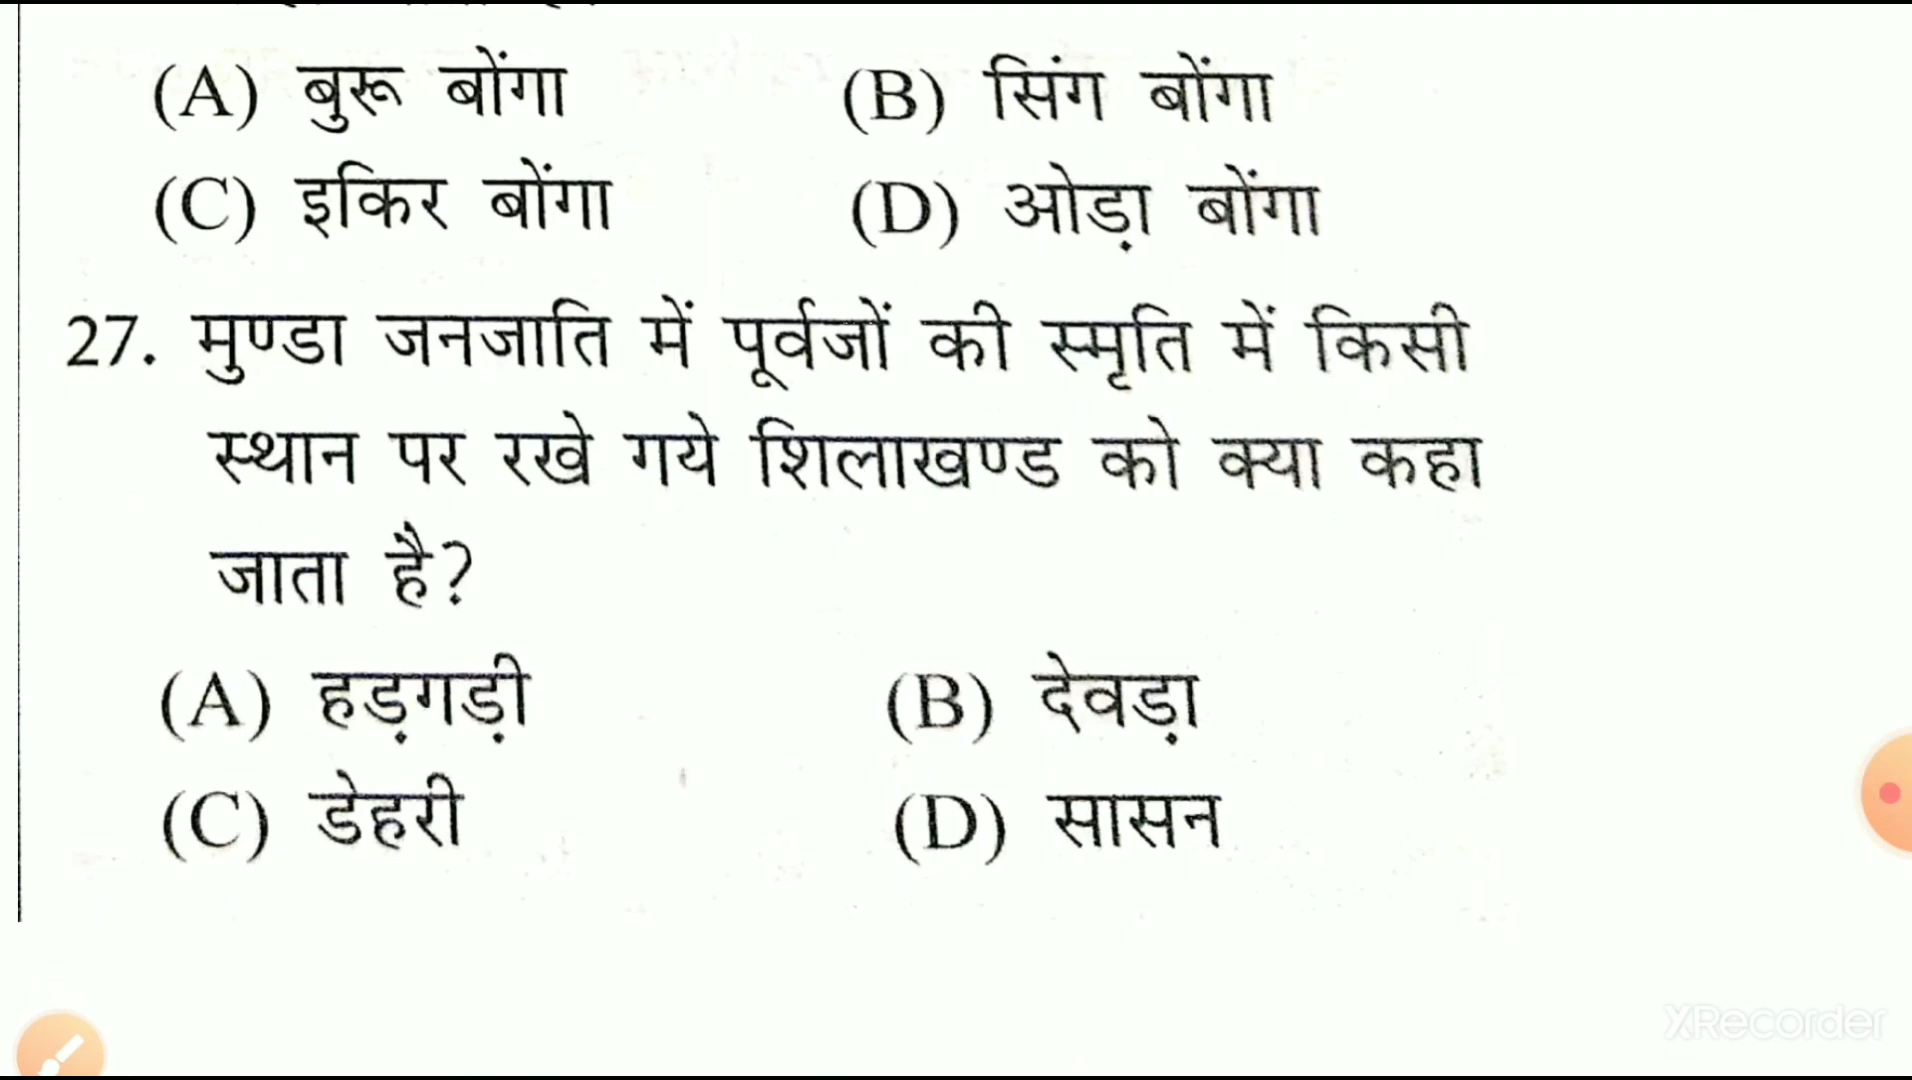 (A) बुरू बोंगा (B) सिंग बोंगा
(C) इकिर बोंगा (D) ओड़ा बोंगा
27. मुण्डा जनजाति में पूर्वजों की स्मृति में किसी
स्थान पर रखे गये शिलाखण्ड को क्या कहा
जाता है?
(A) हड़गड़ी (B) देवड़ा
(C) डेहरी (D) सासन
XRecorder